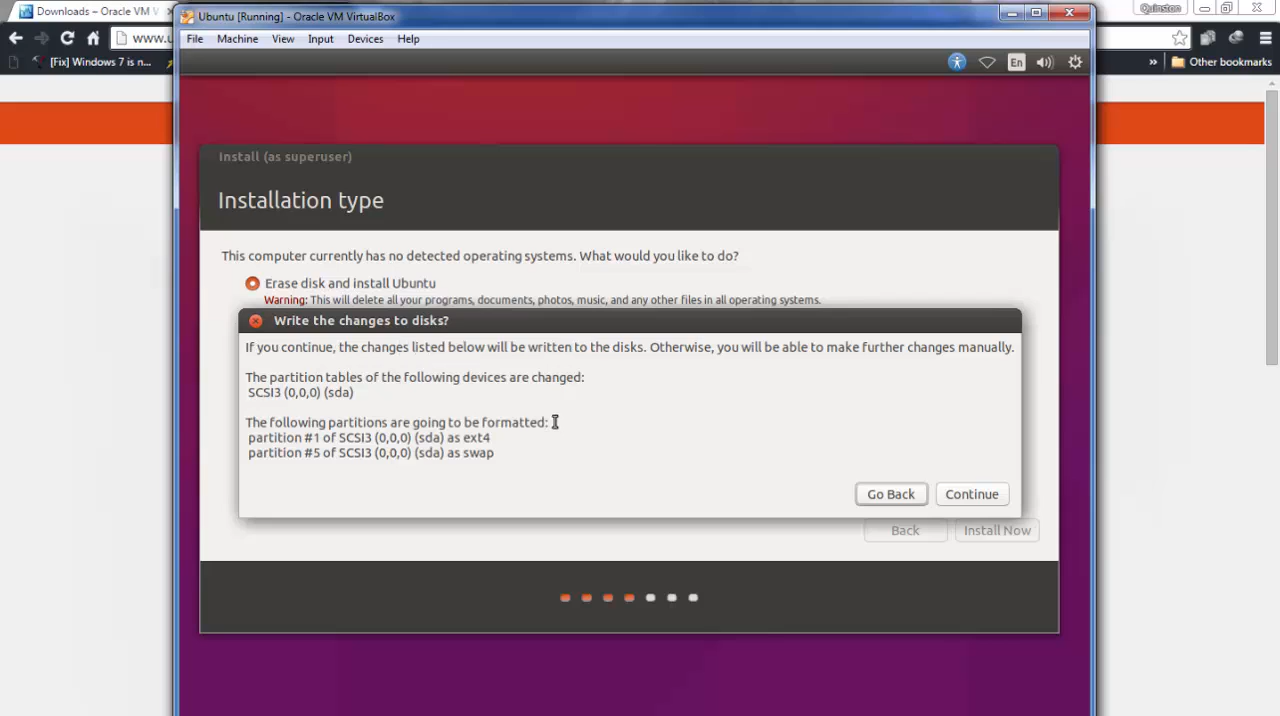 Downloads – Oracle VM V
Ubuntu [Running] - Oracle VM VirtualBox
Quinston
www.u
File Machine View Input Devices Help
[Fix] Windows 7 is n...
En
» Other bookmarks
Install (as superuser)
Installation type
This computer currently has no detected operating systems. What would you like to do?
Erase disk and install Ubuntu
Warning: This will delete all your programs, documents, photos, music, and any other files in all operating systems.
Write the changes to disks?
If you continue, the changes listed below will be written to the disks. Otherwise, you will be able to make further changes manually.
The partition tables of the following devices are changed:
SCSI3 (0,0,0) (sda)
The following partitions are going to be formatted:
partition #1 of SCSI3 (0,0,0) (sda) as ext4
partition #5 of SCSI3 (0,0,0) (sda) as swap
Go Back Continue
Back Install Now